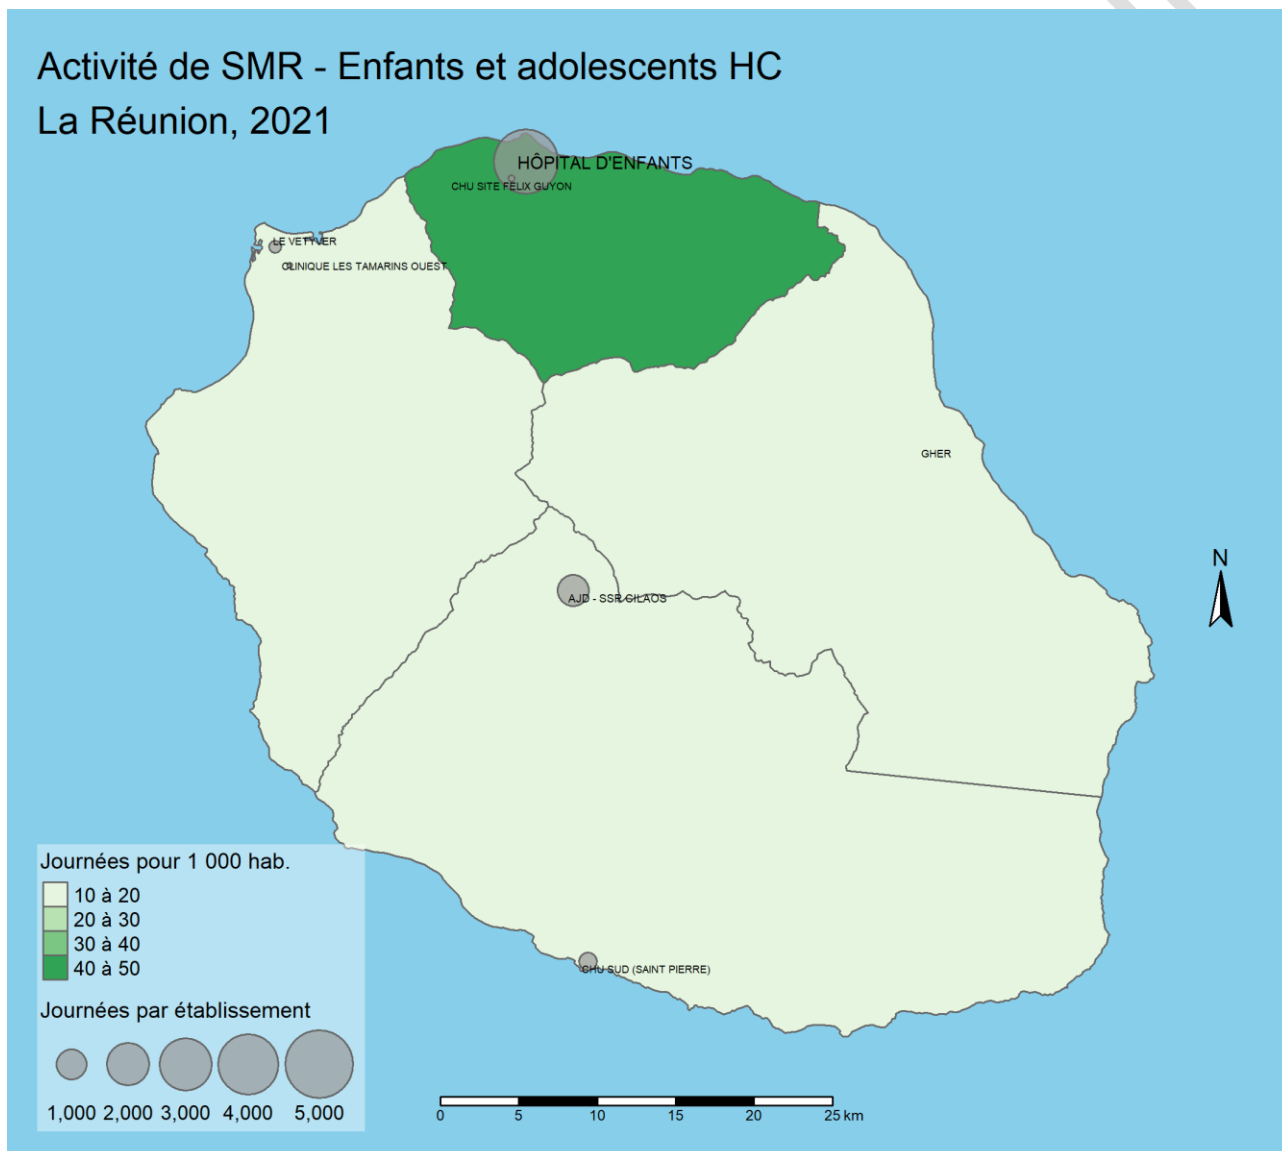 Activité de SMR - Enfants et adolescents HC
La Réunion, 2021
HÔPITAL D'ENFANTS
CHU SITE FELIX GUYON
LE VETYVER
CLINIQUE LES TAMARINS OUEST
GHER
N
AJD - SSR CILAOS
CHU SUD (SAINT PIERRE)
Journées pour 1 000 hab.
10 à 20
20 à 30
30 à 40
40 à 50
Journées par établissement
1,000 2,000 3,000 4,000 5,000
0 5 10 15 20 25 km